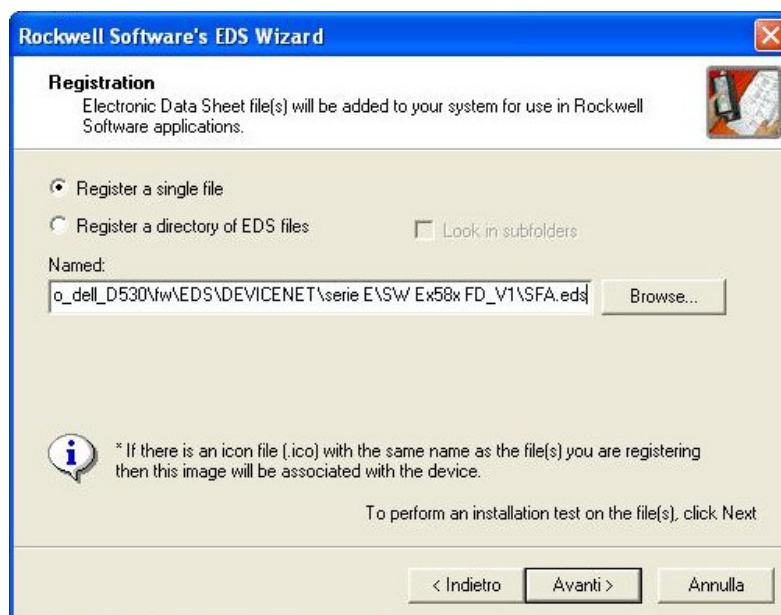 Rockwell Software's EDS Wizard
Registration
Electronic Data Sheet file(s) will be added to your system for use in Rockwell
Software applications.
Register a single file
Register a directory of EDS files
Look in subfolders
Named:
o_dell_D530\fw\EDS\DEVICENET\serie E\SW Ex58x FD_V1\SFA.eds
Browse...
* If there is an icon file (.ico) with the same name as the file(s) you are registering
then this image will be associated with the device.
To perform an installation test on the file(s), click Next
< Indietro
Avanti >
Annulla